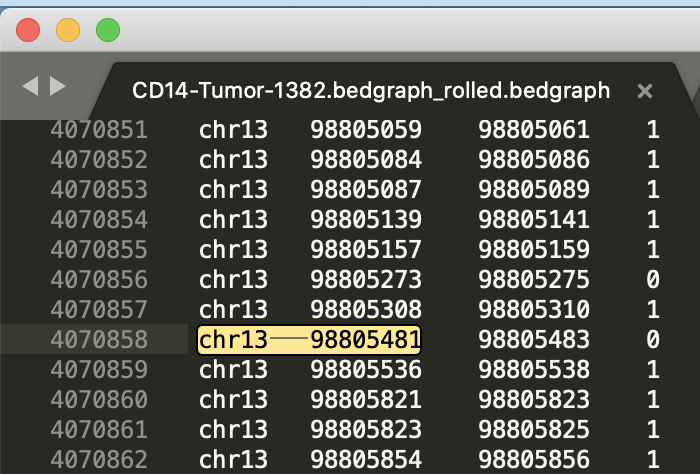 CD14-Tumor-1382.bedgraph_rolled.bedgraph
4070851 chr13 98805059 98805061 1
4070852 chr13 98805084 98805086 1
4070853 chr13 98805087 98805089 1
4070854 chr13 98805139 98805141 1
4070855 chr13 98805157 98805159 1
4070856 chr13 98805273 98805275 0
4070857 chr13 98805308 98805310 1
4070858 chr13 98805481 98805483 0
4070859 chr13 98805536 98805538 1
4070860 chr13 98805821 98805823 1
4070861 chr13 98805823 98805825 1
4070862 chr13 98805854 98805856 1